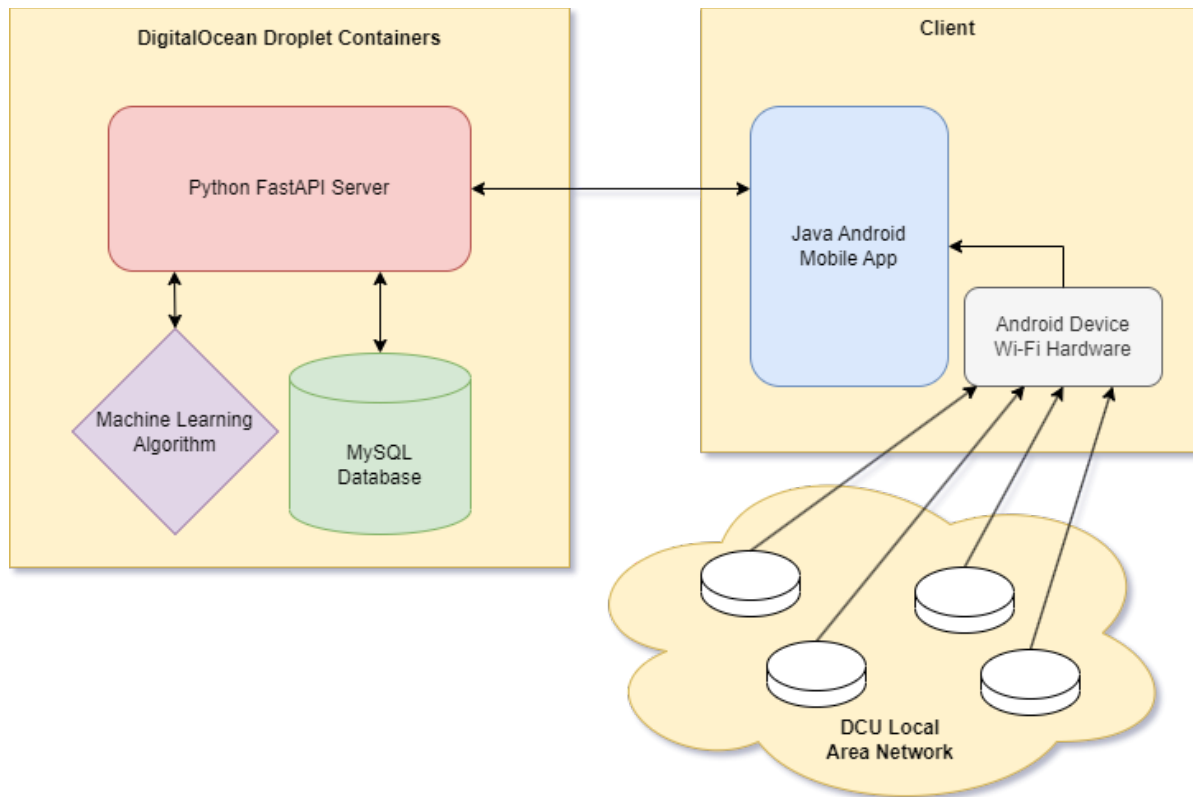 DigitalOcean Droplet Containers
Python FastAPI Server
Machine Learning
Algorithm
MySQL
Database
Client
Java Android
Mobile App
Android Device
Wi-Fi Hardware
DCU Local
Area Network